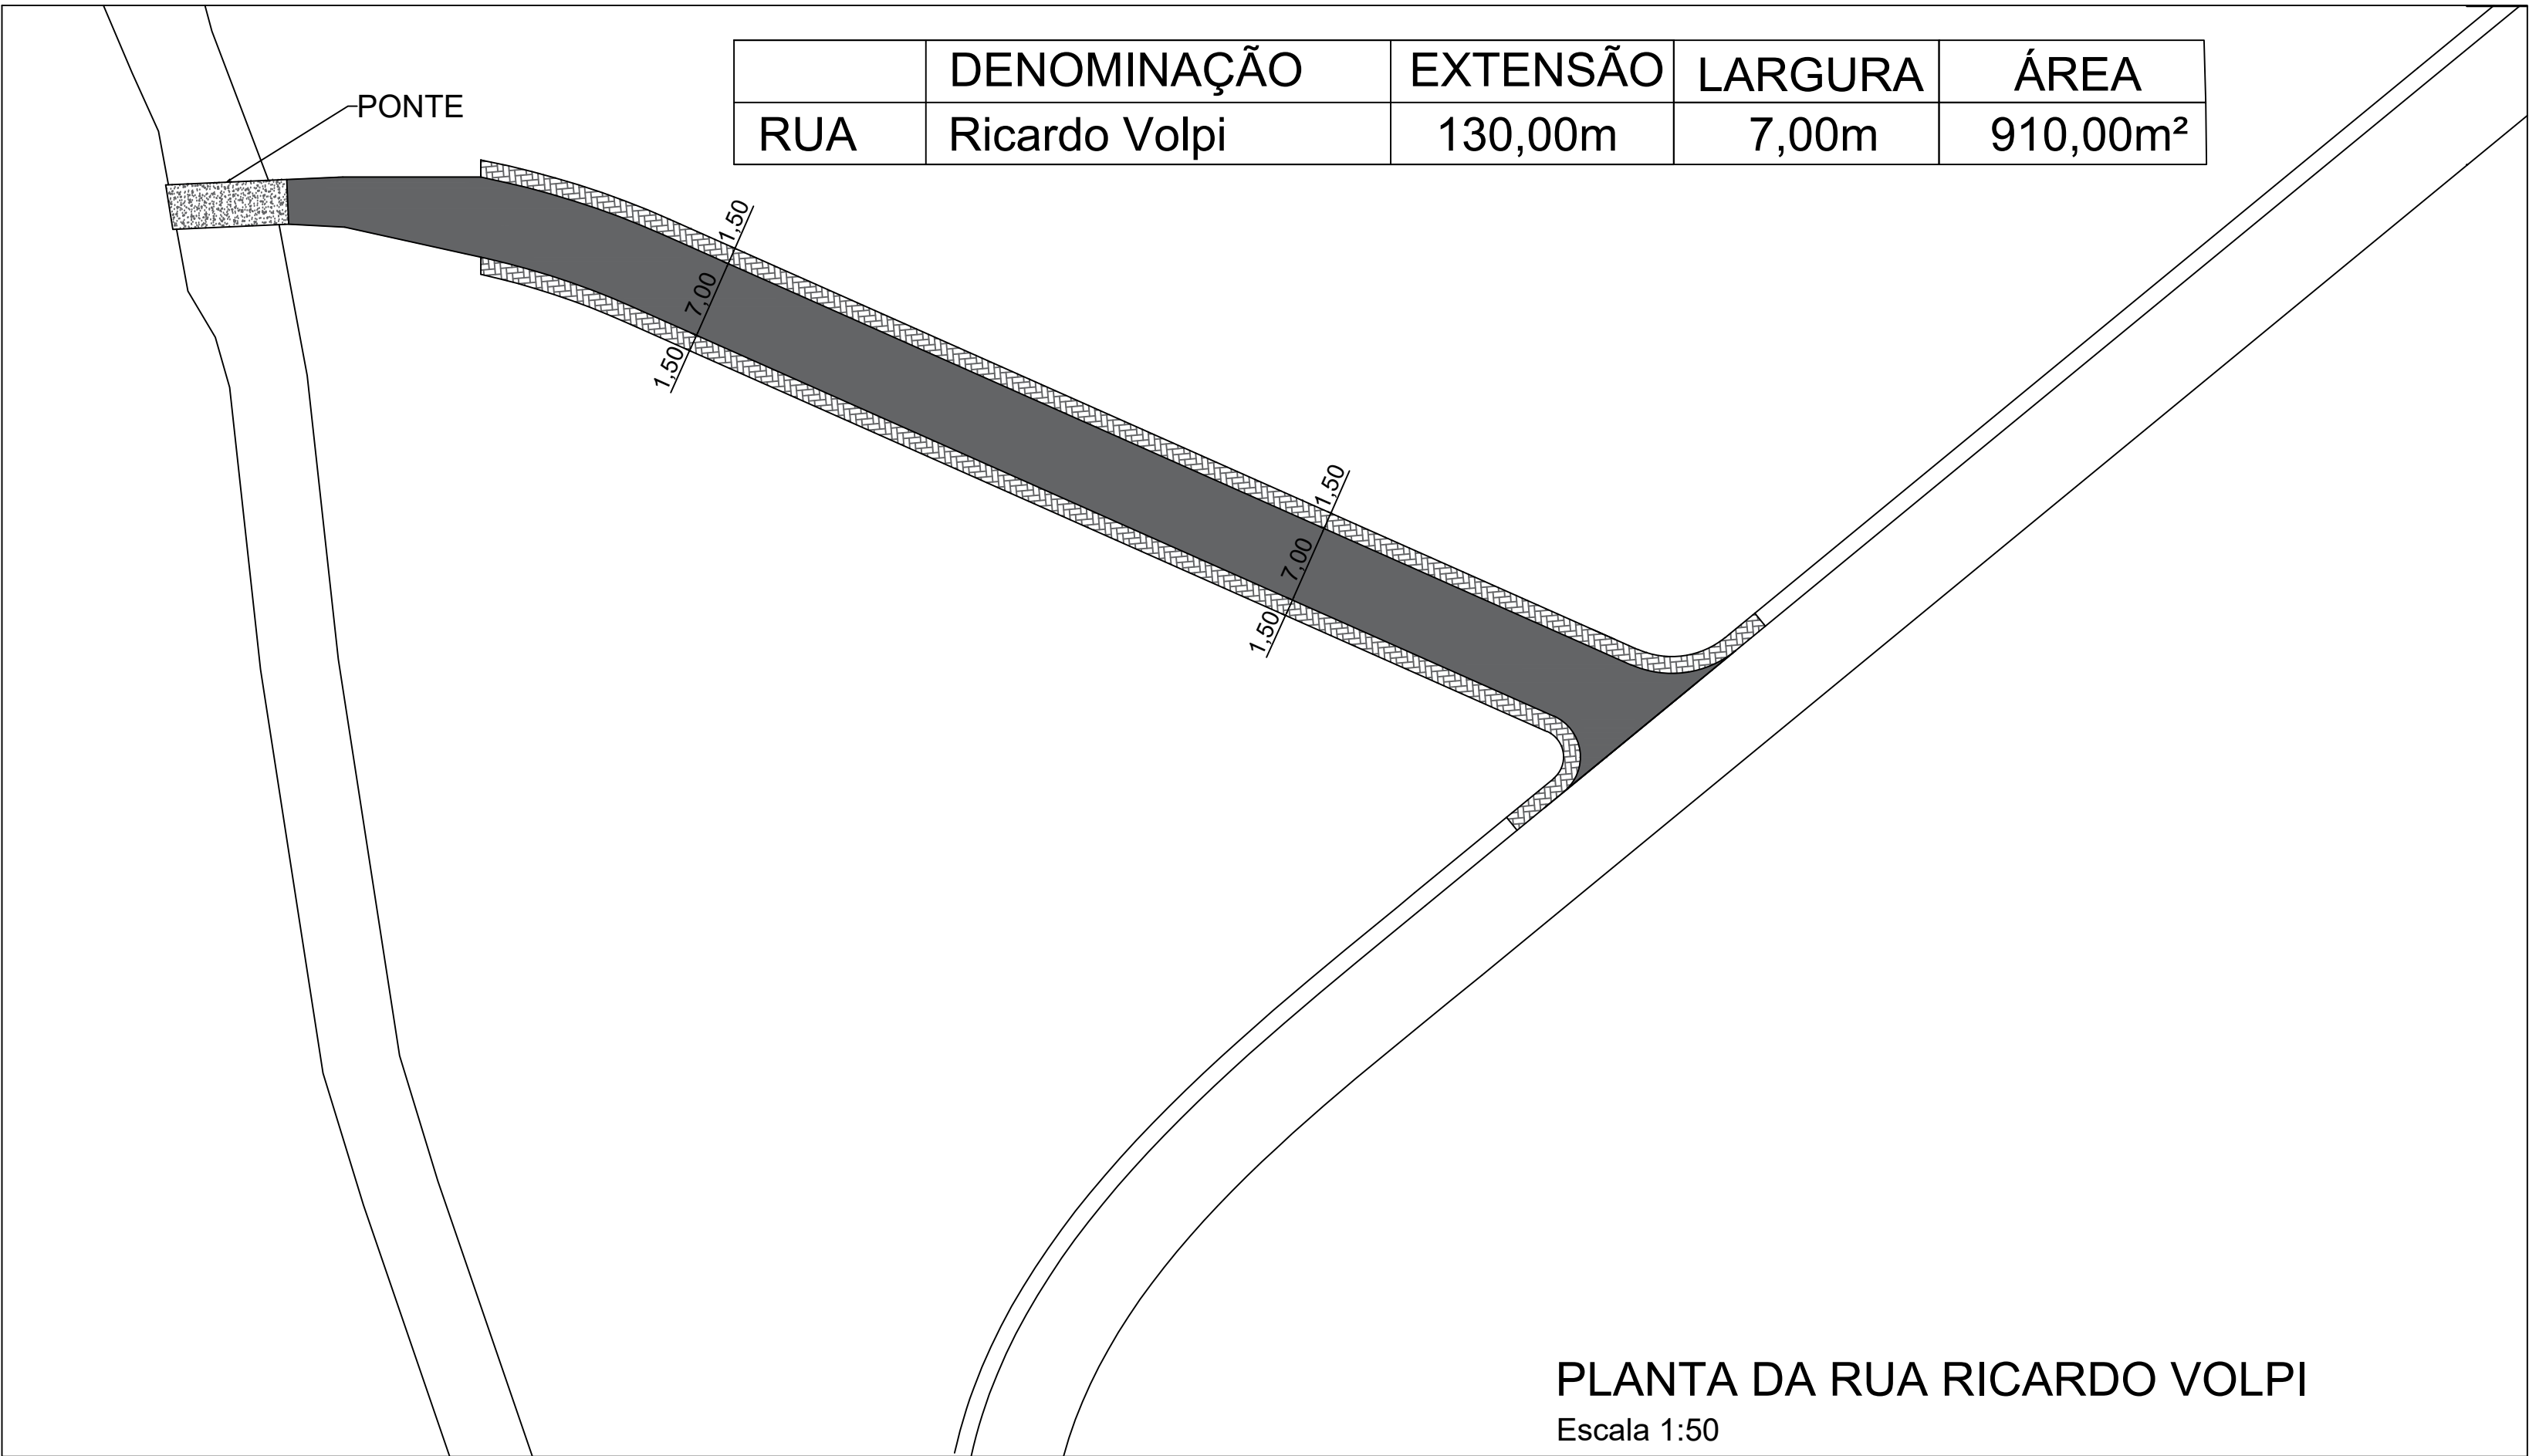 DENOMINAÇÃO EXTENSÃO LARGURA ÁREA
RUA Ricardo Volpi 130,00m 7,00m 910,00m²
PONTE
1,50
7,00
1,50
1,50
7,00
1,50
PLANTA DA RUA RICARDO VOLPI
Escala 1:50